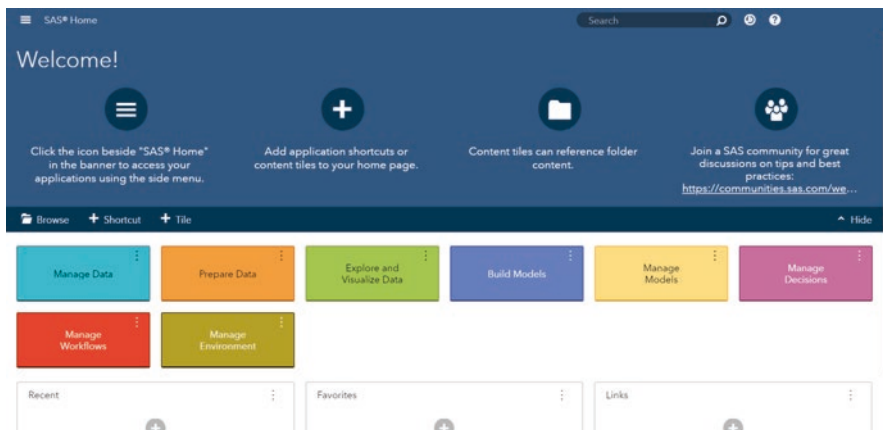 SAS® Home
Search
Welcome!
Click the icon beside "SAS® Home"
in the banner to access your
applications using the side menu.
Add application shortcuts or
content tiles to your home page.
Content tiles can reference folder
content.
Join a SAS community for great
discussions on tips and best
practices:
https://communities.sas.com/we...
Browse
Shortcut
Tile
Hide
Manage Data
Prepare Data
Explore and
Visualize Data
Build Models
Manage
Models
Manage
Decisions
Manage
Workflows
Manage
Environment
Recent
Favorites
Links